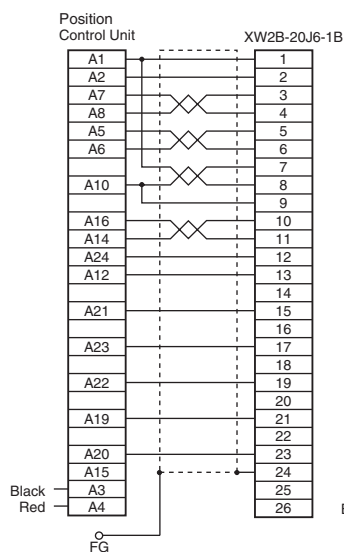 Position
Control Unit
XW2B-20J6-1B
A1 1
A2 2
A7 3
A8 4
A5 5
A6 6
7
A10 8
9
A16 10
A14 11
A24 12
A12 13
14
A21 15
16
A23 17
18
A22 19
20
A19 21
22
A20 23
A15 24
Black A3 25
Red A4 26
FG